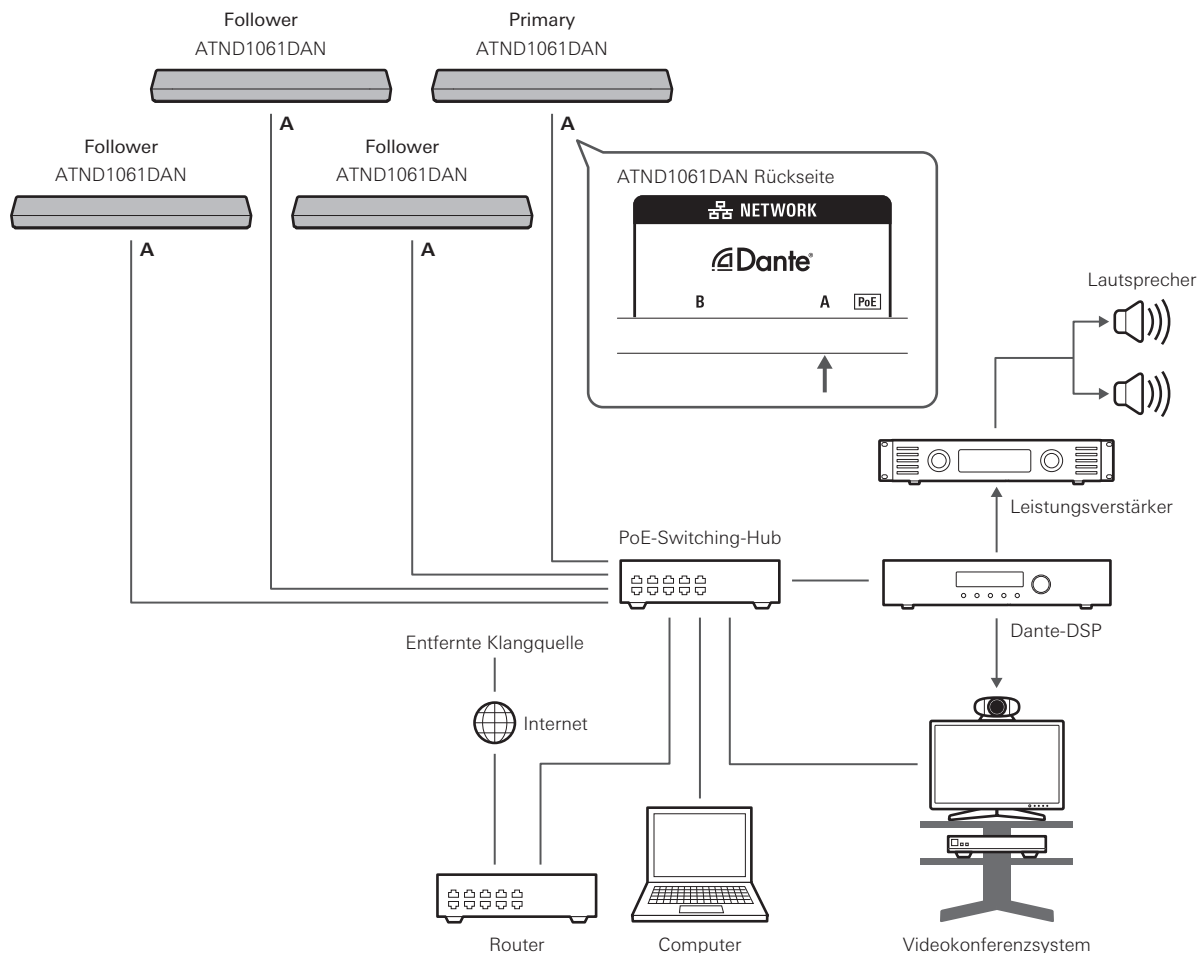 Follower
ATND1061DAN
Primary
ATND1061DAN
A
A
Follower
ATND1061DAN
Follower
ATND1061DAN
A
A
ATND1061DAN Rückseite
NETWORK
Dante®
B
A
PoE
Lautsprecher
Leistungsverstärker
PoE-Switching-Hub
Dante-DSP
Entfernte Klangquelle
Internet
Router
Computer
Videokonferenzsystem